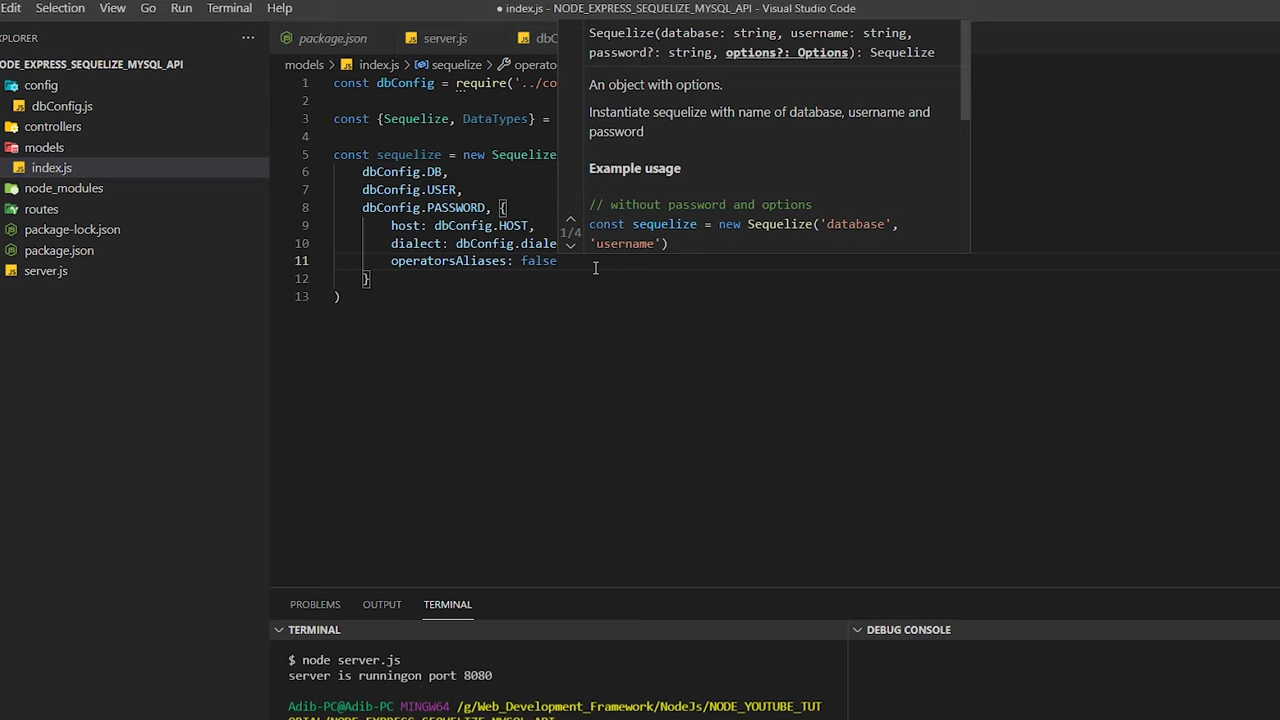 Edit Selection View Go Run Terminal Help
● index.js - NODE_EXPRESS_SEQUELIZE_MYSQL_API - Visual Studio Code
XPLORER ...
ODE_EXPRESS_SEQUELIZE_MYSQL_API
config
dbConfig.js
controllers
models
index.js
node_modules
routes
package-lock.json
package.json
server.js
package.json server.js dbC
models > index.js > sequelize > operato
1 const dbConfig = require('../co
2
3 const {Sequelize, DataTypes} =
4
5 const sequelize = new Sequelize
6 dbConfig.DB,
7 dbConfig.USER,
8 dbConfig.PASSWORD, {
9 host: dbConfig.HOST,
10 dialect: dbConfig.diale
11 operatorsAliases: false
12 }
13 )
Sequelize(database: string, username: string,
password?: string, options?: Options): Sequelize
An object with options.
Instantiate sequelize with name of database, username and
password
Example usage
// without password and options
const sequelize = new Sequelize('database',
'username')
1/4
PROBLEMS OUTPUT TERMINAL
TERMINAL
$ node server.js
server is runningon port 8080
Adib-PC@Adib-PC MINGW64 /g/Web_Development_Framework/NodeJs/NODE_YOUTUBE_TUT
ORIAL/NODE_EXPRESS_SEQUELIZE_MYSQL_API
DEBUG CONSOLE